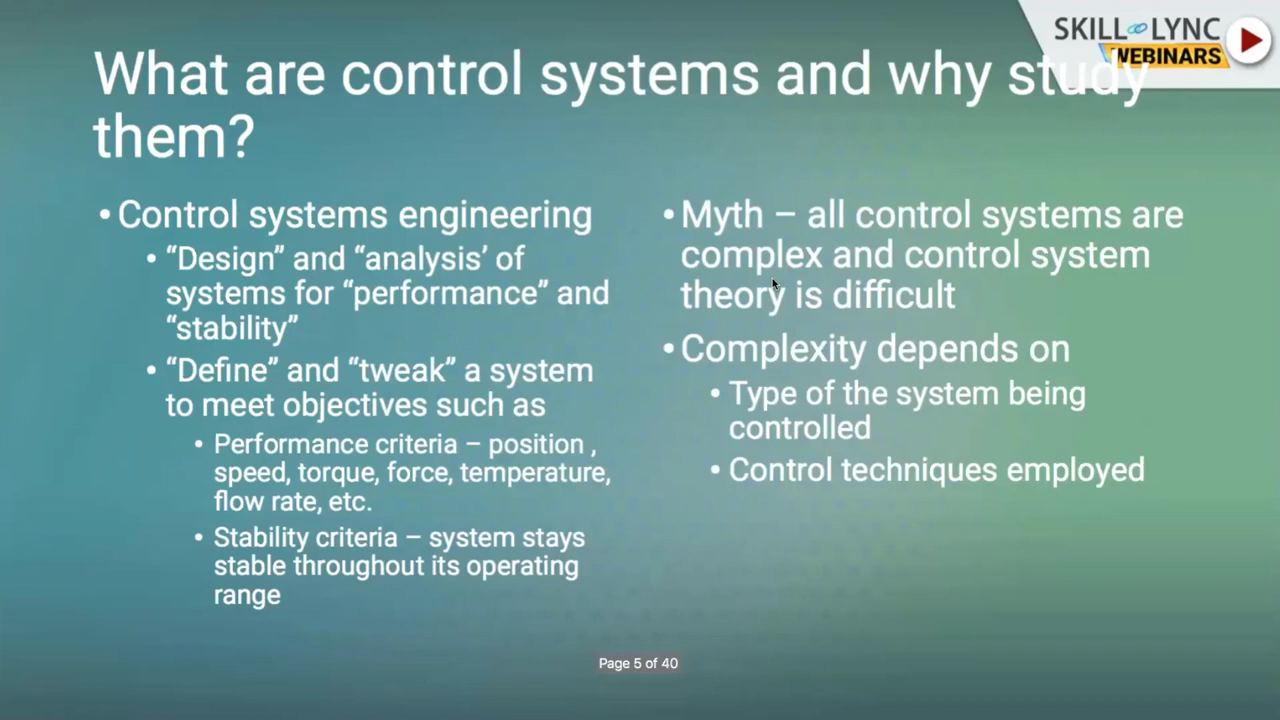 SKILL LYNC
WEBINARS
What are control systems and why study
them?
• Control systems engineering
• “Design” and “analysis’ of
systems for “performance” and
“stability”
• “Define” and “tweak” a system
to meet objectives such as
• Performance criteria – position ,
speed, torque, force, temperature,
flow rate, etc.
• Stability criteria – system stays
stable throughout its operating
range
• Myth – all control systems are
complex and control system
theory is difficult
• Complexity depends on
• Type of the system being
controlled
• Control techniques employed
Page 5 of 40